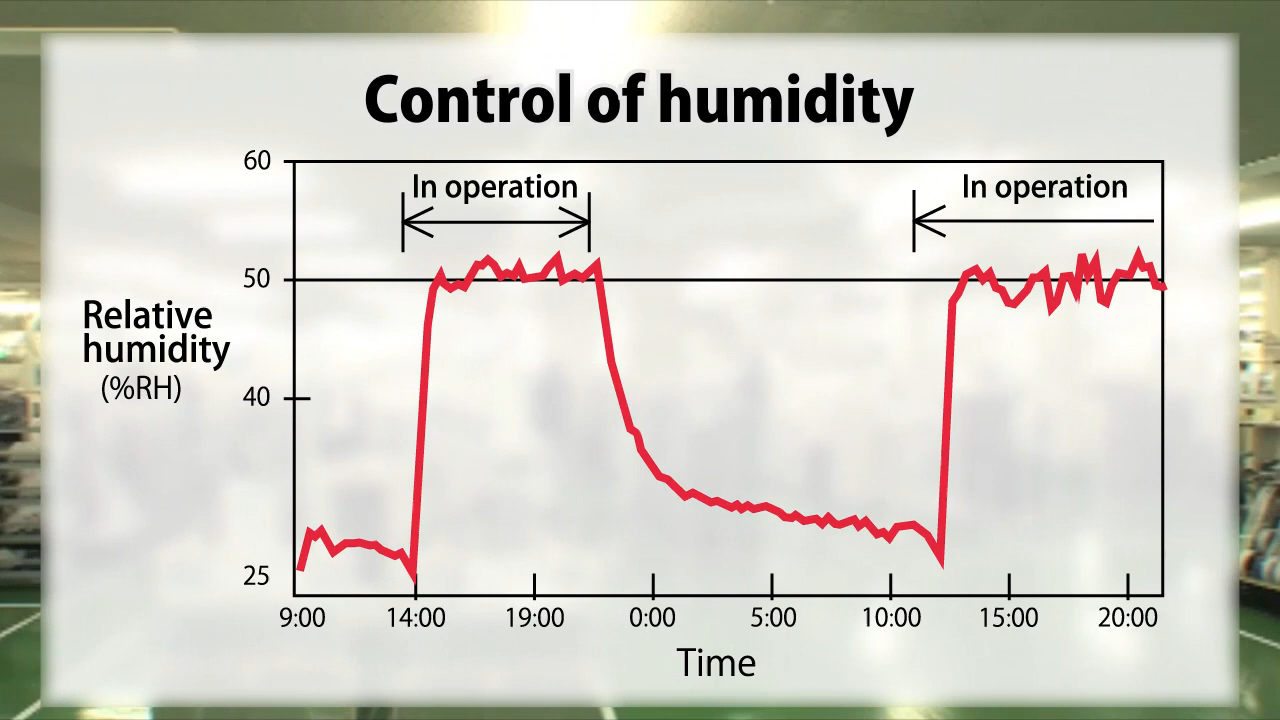 Control of humidity
60
In operation
In operation
50
Relative
humidity
(%RH)
40
25
9:00
14:00
19:00
0:00
5:00
10:00
15:00
20:00
Time